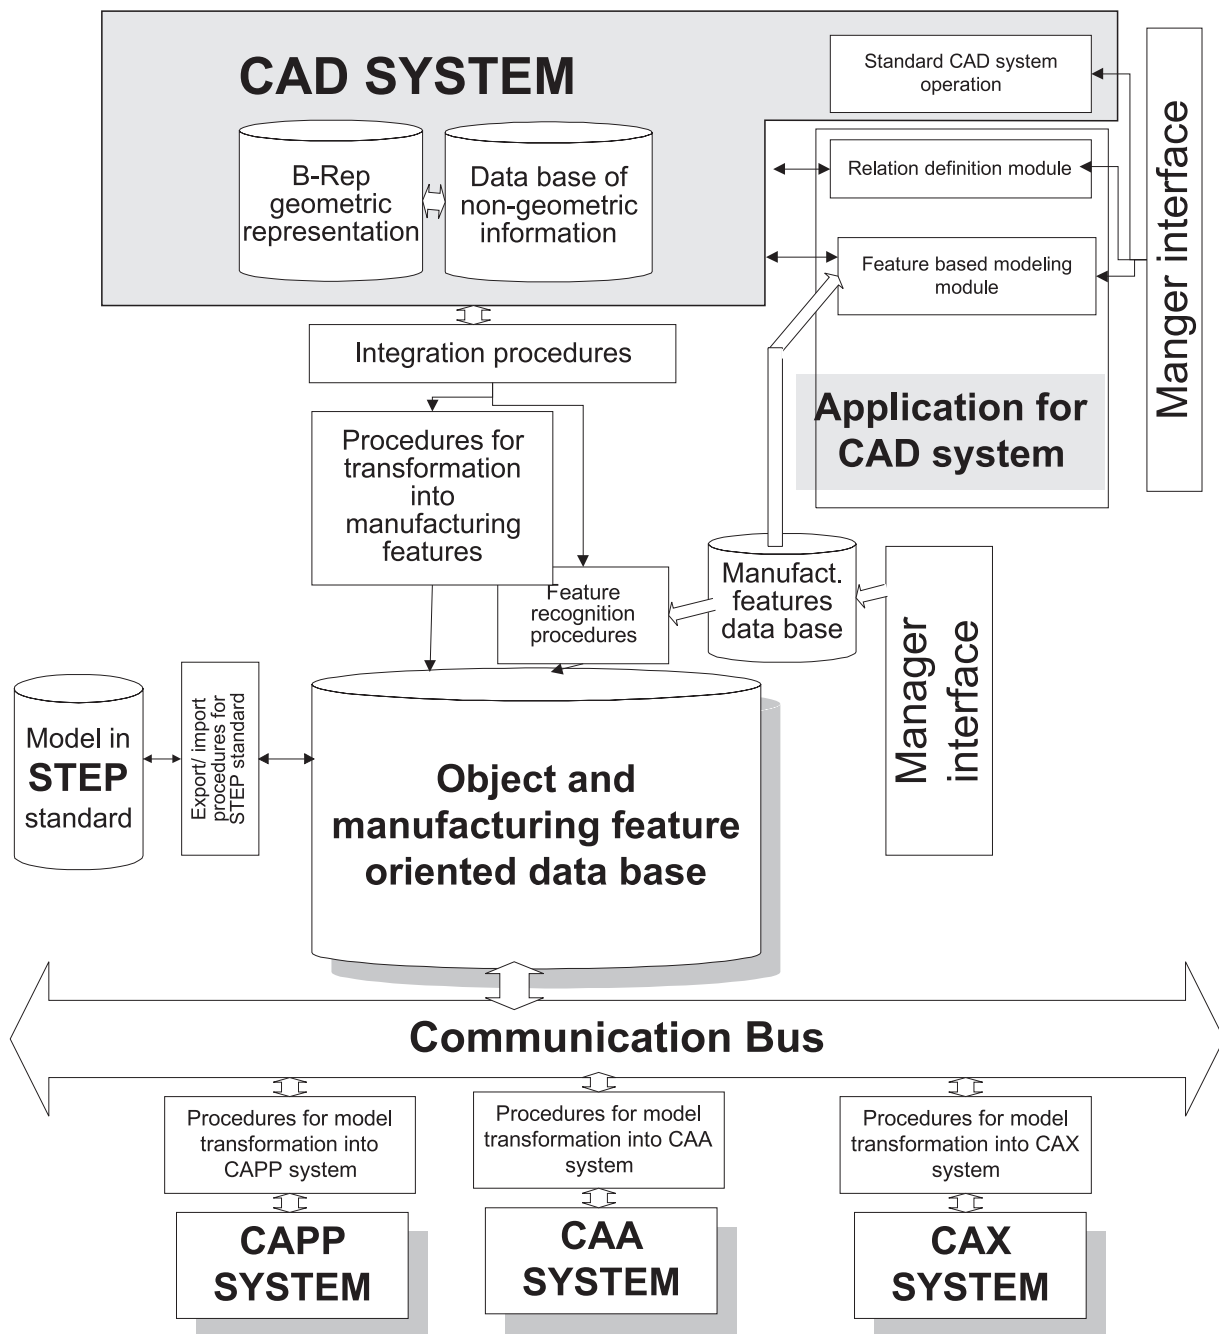 CAD SYSTEM
Standard CAD system
operation
B-Rep
geometric
representation
Data base of
non-geometric
information
Relation definition module
Feature based modeling
module
Manger interface
Integration procedures
Application for
CAD system
Procedures for
transformation
into
manufacturing
features
Feature
recognition
procedures
Manufact.
features
data base
Manager
interface
Model in
STEP
standard
Export/ import
procedures for
STEP standard
Object and
manufacturing feature
oriented data base
Communication Bus
Procedures for model
transformation into
CAPP system
Procedures for model
transformation into CAA
system
Procedures for model
transformation into CAX
system
CAPP
SYSTEM
CAA
SYSTEM
CAX
SYSTEM